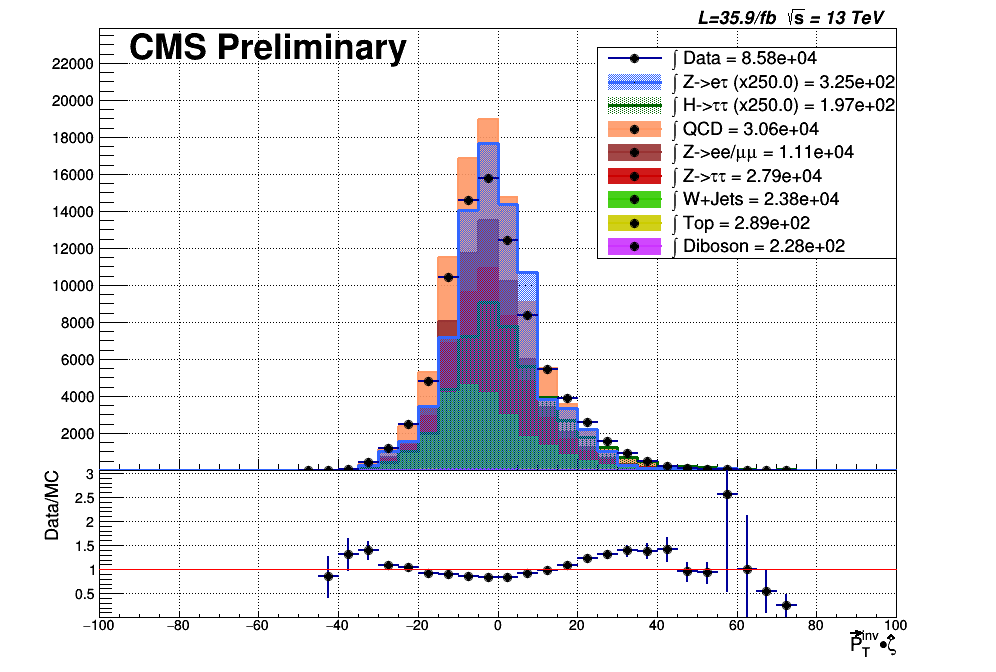 L=35.9/fb √s = 13 TeV
CMS Preliminary
∫ Data = 8.58e+04
∫ Z->eτ (x250.0) = 3.25e+02
∫ H->ττ (x250.0) = 1.97e+02
∫ QCD = 3.06e+04
∫ Z->ee/μμ = 1.11e+04
∫ Z->ττ = 2.79e+04
∫ W+Jets = 2.38e+04
∫ Top = 2.89e+02
∫ Diboson = 2.28e+02
22000
20000
18000
16000
14000
12000
10000
8000
6000
4000
2000
Data/MC
3
2.5
2
1.5
1
0.5
−100 −80 −60 −40 −20 0 20 40 60 80 100
P⃗_T^inv •ζ̂